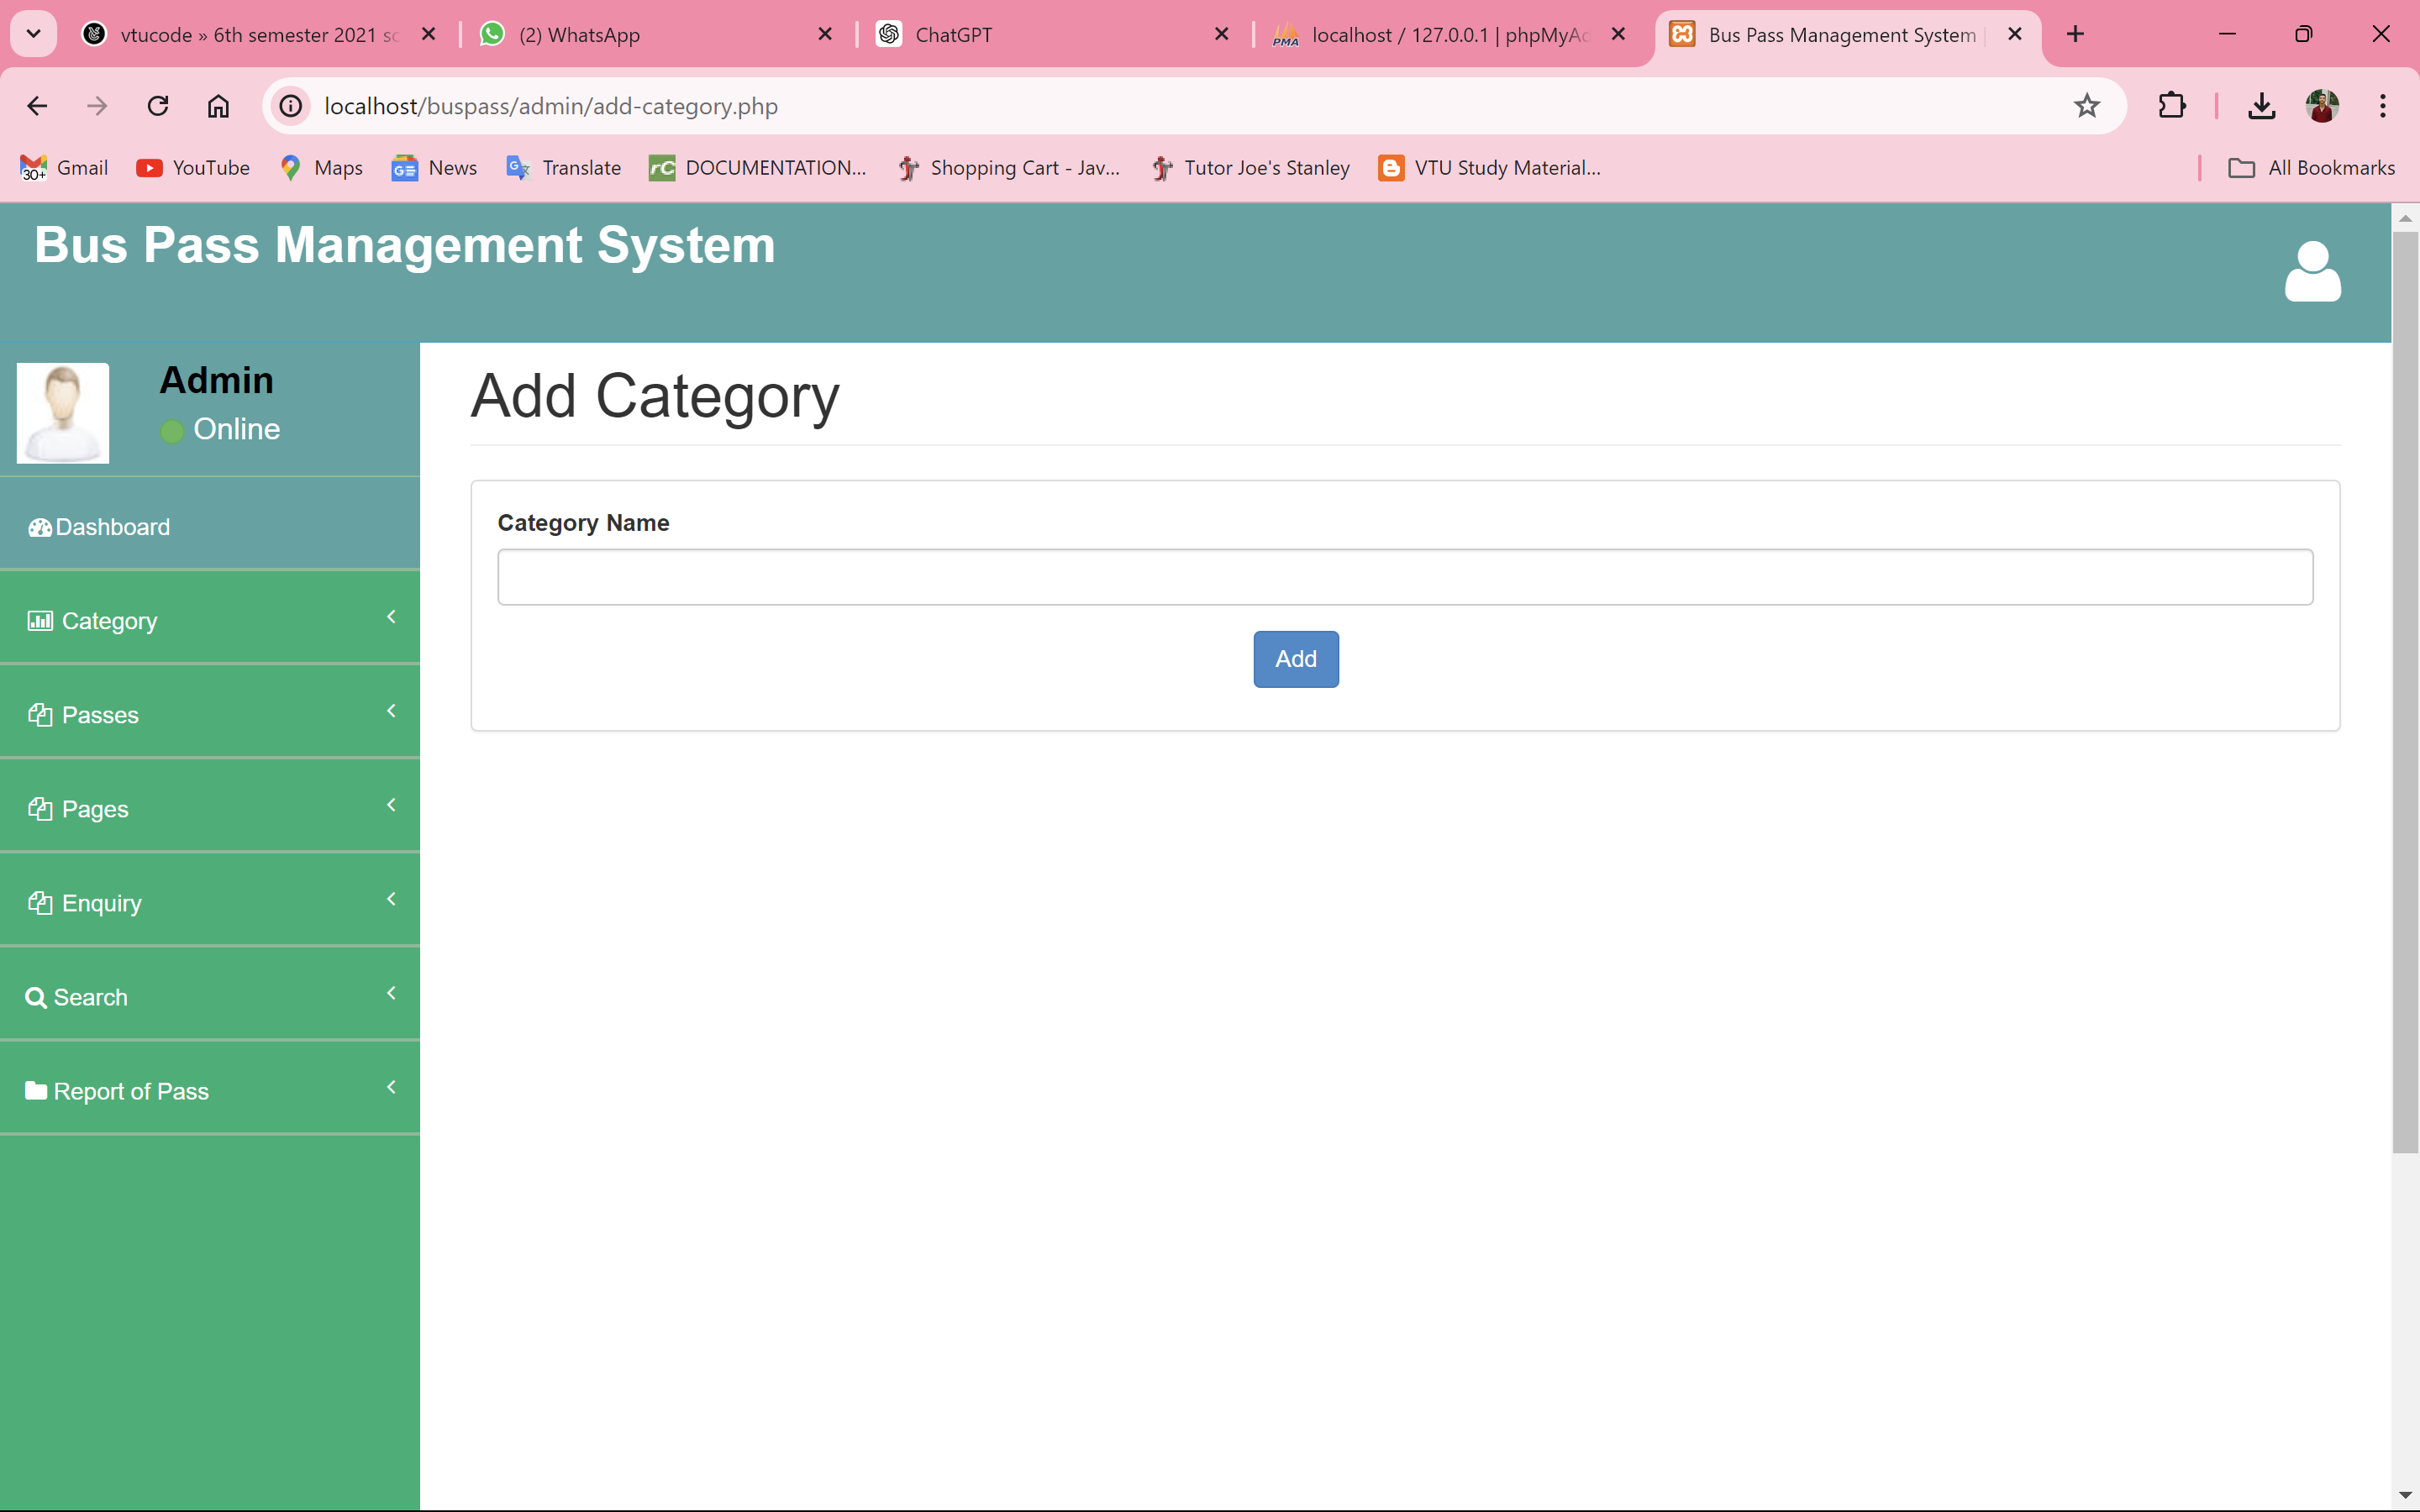 vtucode » 6th semester 2021 sc
(2) WhatsApp
ChatGPT
localhost / 127.0.0.1 | phpMyAd
Bus Pass Management System
localhost/buspass/admin/add-category.php
30+
Gmail
YouTube
Maps
News
Translate
rC
DOCUMENTATION...
Shopping Cart - Jav...
Tutor Joe's Stanley
VTU Study Material...
All Bookmarks
Bus Pass Management System
Admin
Online
Dashboard
Category
Passes
Pages
Enquiry
Search
Report of Pass
Add Category
Category Name
Add